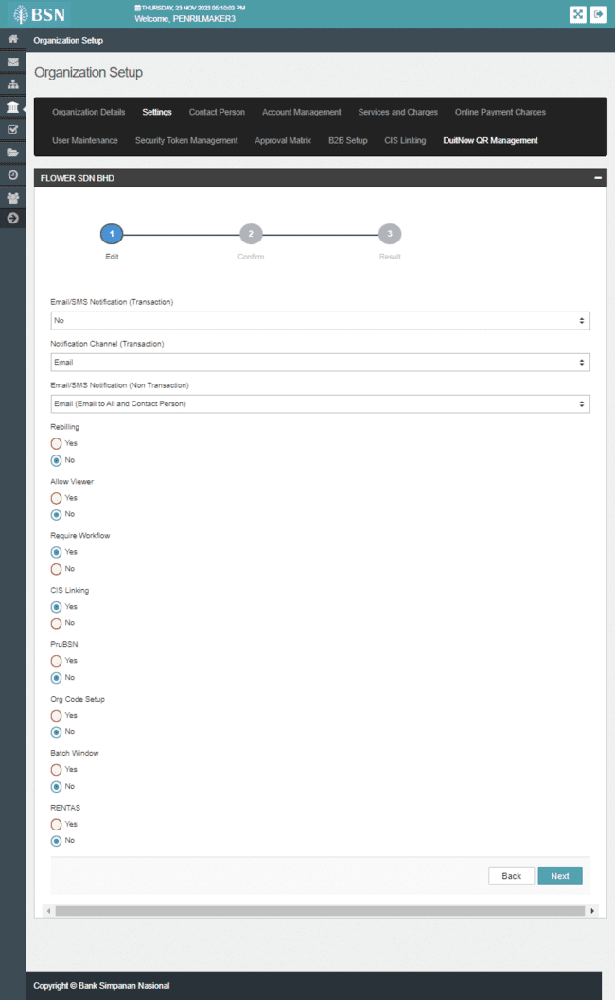 BSN
THURSDAY, 23 NOV 2023 05:10:03 PM
Welcome, PENRILMAKER3
Organization Setup
Organization Setup
Organization Details Settings Contact Person Account Management Services and Charges Online Payment Charges
User Maintenance Security Token Management Approval Matrix B2B Setup CIS Linking DuitNow QR Management
FLOWER SDN BHD
1 2 3
Edit Confirm Result
Email/SMS Notification (Transaction)
No
Notification Channel (Transaction)
Email
Email/SMS Notification (Non Transaction)
Email (Email to All and Contact Person)
Rebilling
Yes
No
Allow Viewer
Yes
No
Require Workflow
Yes
No
CIS Linking
Yes
No
PruBSN
Yes
No
Org Code Setup
Yes
No
Batch Window
Yes
No
RENTAS
Yes
No
Back Next
Copyright © Bank Simpanan Nasional